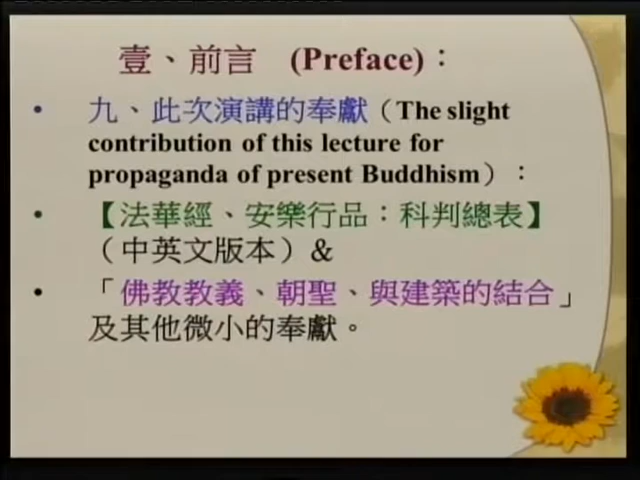 壹、前言 (Preface)：
• 九、此次演講的奉獻（The slight
contribution of this lecture for
propaganda of present Buddhism）：
• 【法華經、安樂行品：科判總表】
（中英文版本）&
• 「佛教教義、朝聖、與建築的結合」
及其他微小的奉獻。